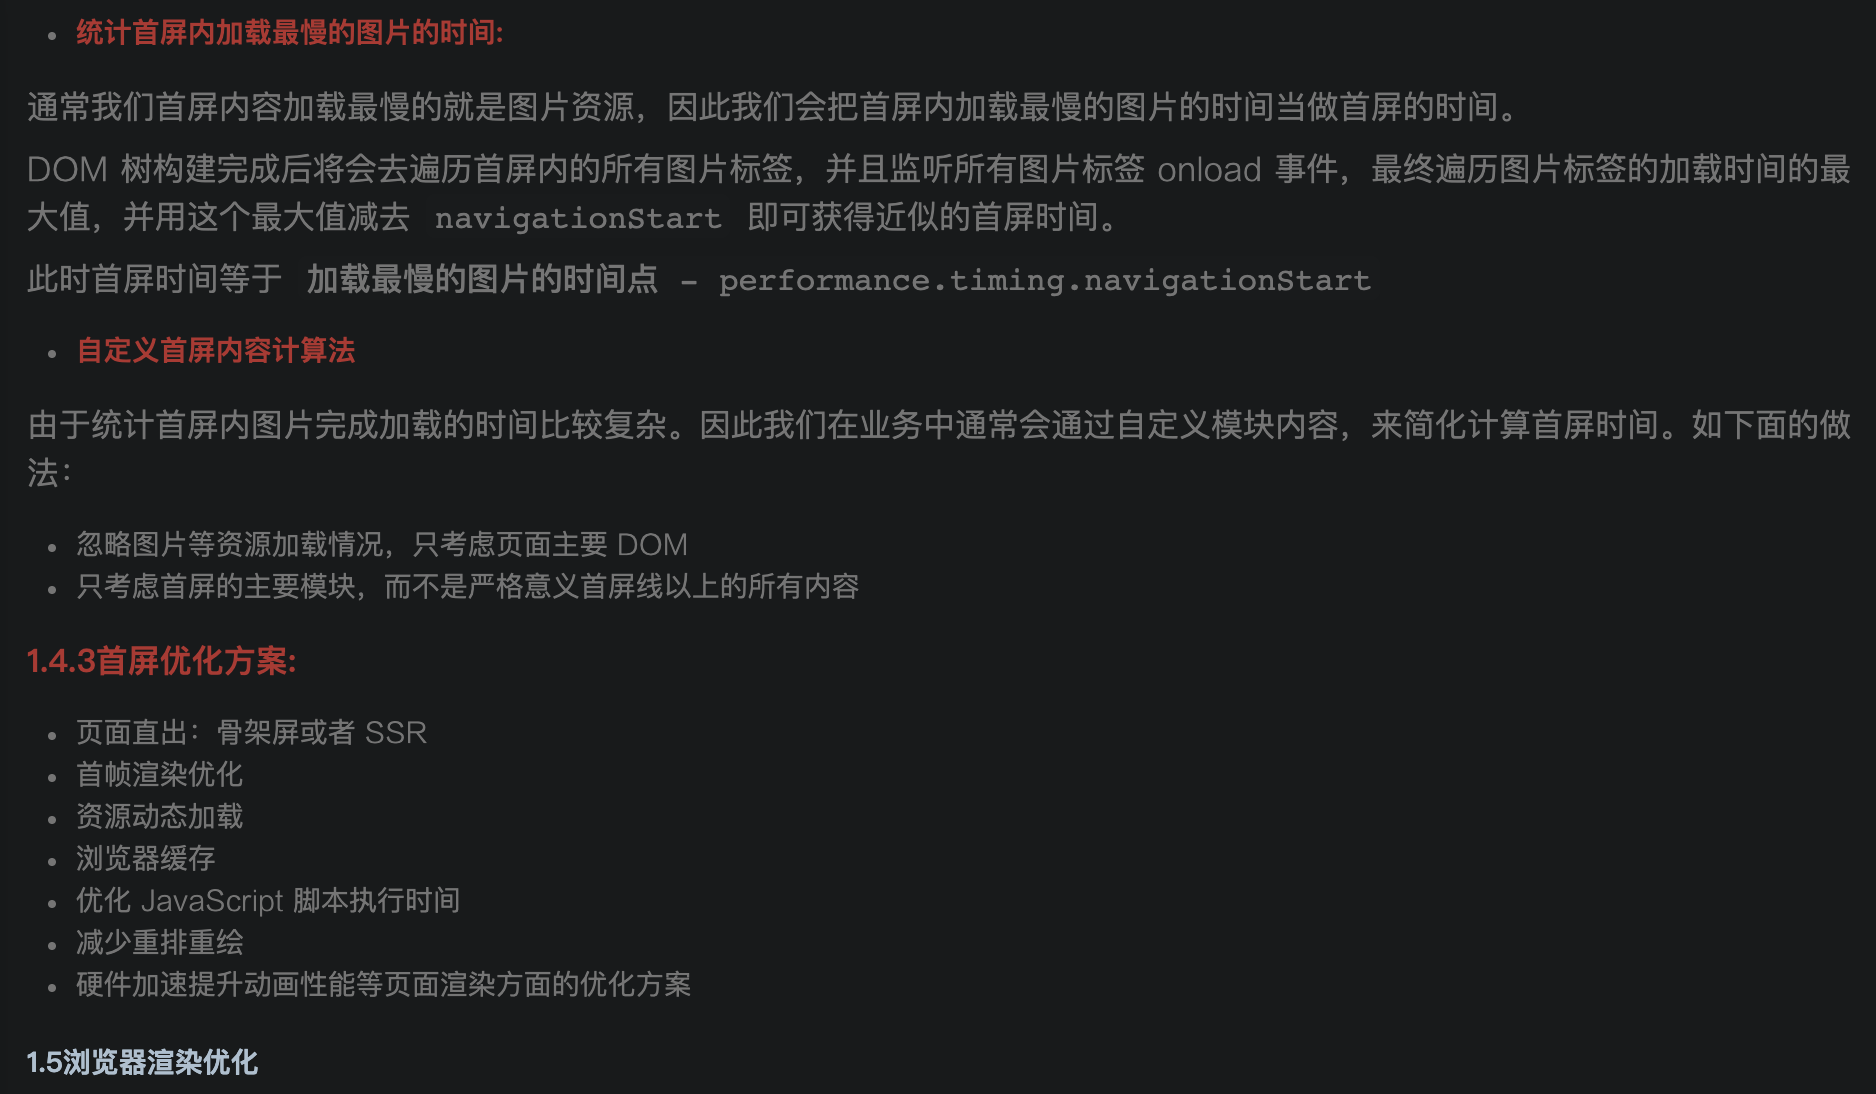 统计首屏内加载最慢的图片的时间:
通常我们首屏内容加载最慢的就是图片资源，因此我们会把首屏内加载最慢的图片的时间当做首屏的时间。
DOM 树构建完成后将会去遍历首屏内的所有图片标签，并且监听所有图片标签 onload 事件，最终遍历图片标签的加载时间的最
大值，并用这个最大值减去 navigationStart 即可获得近似的首屏时间。
此时首屏时间等于 加载最慢的图片的时间点 - performance.timing.navigationStart
自定义首屏内容计算法
由于统计首屏内图片完成加载的时间比较复杂。因此我们在业务中通常会通过自定义模块内容，来简化计算首屏时间。如下面的做
法：
忽略图片等资源加载情况，只考虑页面主要 DOM
只考虑首屏的主要模块，而不是严格意义首屏线以上的所有内容
1.4.3首屏优化方案:
页面直出：骨架屏或者 SSR
首帧渲染优化
资源动态加载
浏览器缓存
优化 JavaScript 脚本执行时间
减少重排重绘
硬件加速提升动画性能等页面渲染方面的优化方案
1.5浏览器渲染优化